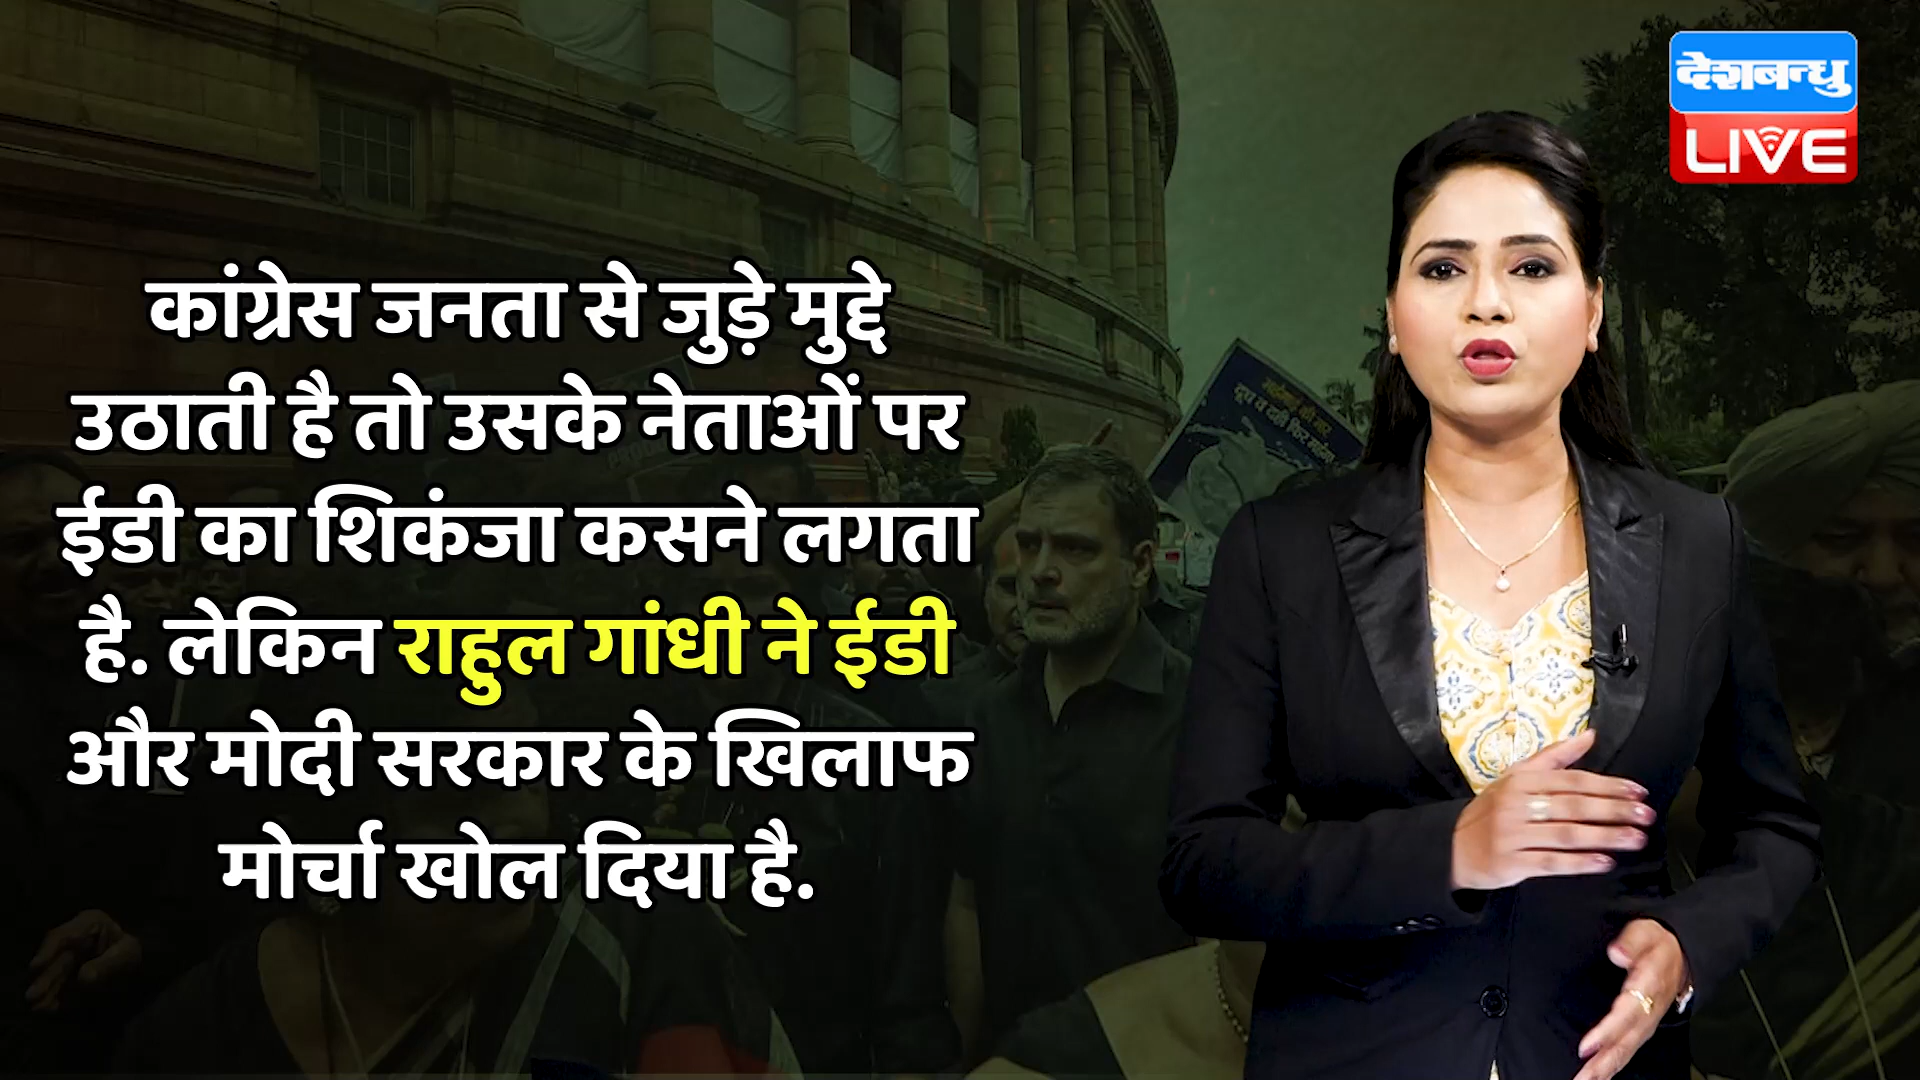 देशबन्धु
LIVE
कांग्रेस जनता से जुड़े मुद्दे
उठाती है तो उसके नेताओं पर
ईडी का शिकंजा कसने लगता
है. लेकिन राहुल गांधी ने ईडी
और मोदी सरकार के खिलाफ
मोर्चा खोल दिया है.